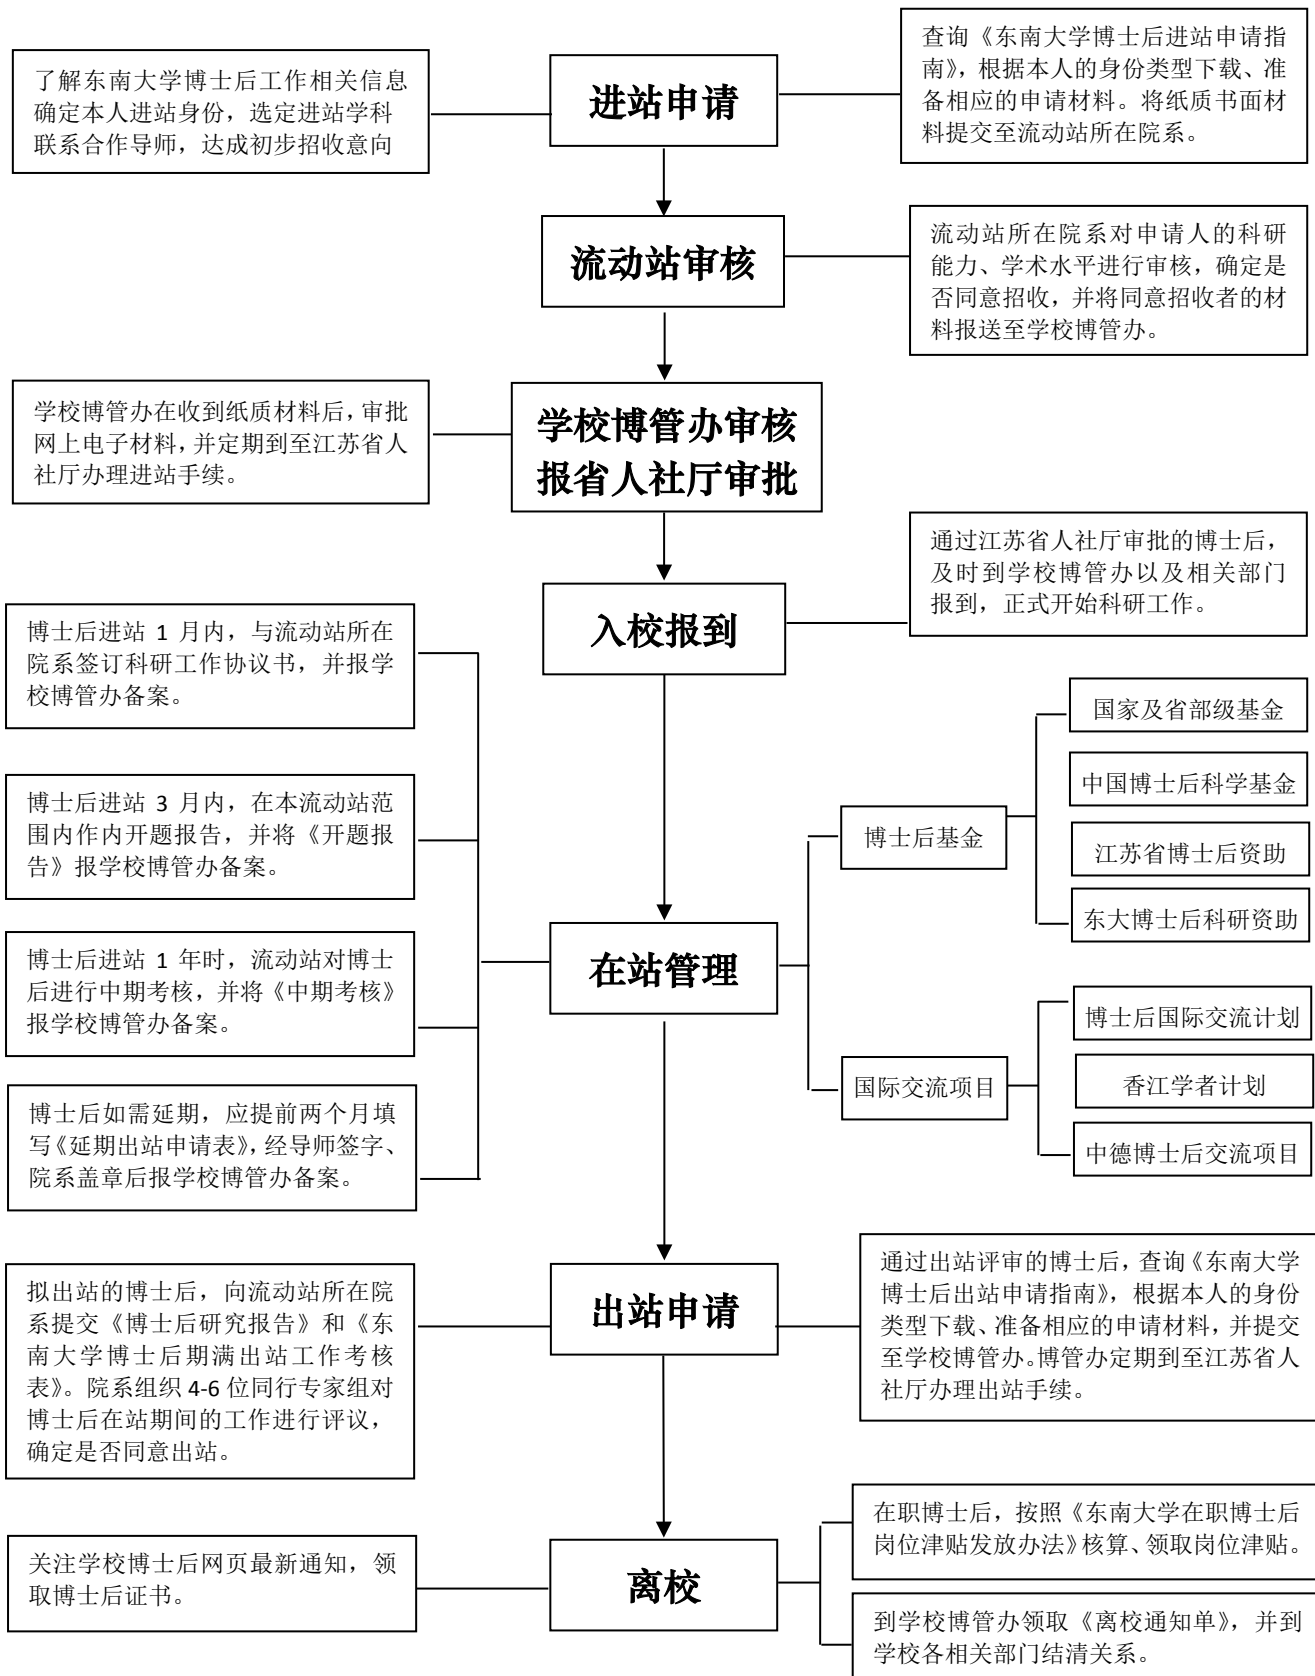 了解东南大学博士后工作相关信息
确定本人进站身份，选定进站学科
联系合作导师，达成初步招收意向
进站申请
查询《东南大学博士后进站申请指
南》，根据本人的身份类型下载、准
备相应的申请材料。将纸质书面材
料提交至流动站所在院系。
流动站审核
流动站所在院系对申请人的科研
能力、学术水平进行审核，确定是
否同意招收，并将同意招收者的材
料报送至学校博管办。
学校博管办在收到纸质材料后，审批
网上电子材料，并定期到至江苏省人
社厅办理进站手续。
学校博管办审核
报省人社厅审批
通过江苏省人社厅审批的博士后，
及时到学校博管办以及相关部门
报到，正式开始科研工作。
入校报到
博士后进站 1 月内，与流动站所在
院系签订科研工作协议书，并报学
校博管办备案。
博士后进站 3 月内，在本流动站范
围内作内开题报告，并将《开题报
告》报学校博管办备案。
博士后进站 1 年时，流动站对博士
后进行中期考核，并将《中期考核》
报学校博管办备案。
博士后如需延期，应提前两个月填
写《延期出站申请表》，经导师签字、
院系盖章后报学校博管办备案。
在站管理
博士后基金
国家及省部级基金
中国博士后科学基金
江苏省博士后资助
东大博士后科研资助
国际交流项目
博士后国际交流计划
香江学者计划
中德博士后交流项目
拟出站的博士后，向流动站所在院
系提交《博士后研究报告》和《东
南大学博士后期满出站工作考核
表》。院系组织 4-6 位同行专家组对
博士后在站期间的工作进行评议，
确定是否同意出站。
出站申请
通过出站评审的博士后，查询《东南大学
博士后出站申请指南》，根据本人的身份
类型下载、准备相应的申请材料，并提交
至学校博管办。博管办定期到至江苏省人
社厅办理出站手续。
关注学校博士后网页最新通知，领
取博士后证书。
离校
在职博士后，按照《东南大学在职博士后
岗位津贴发放办法》核算、领取岗位津贴。
到学校博管办领取《离校通知单》，并到
学校各相关部门结清关系。